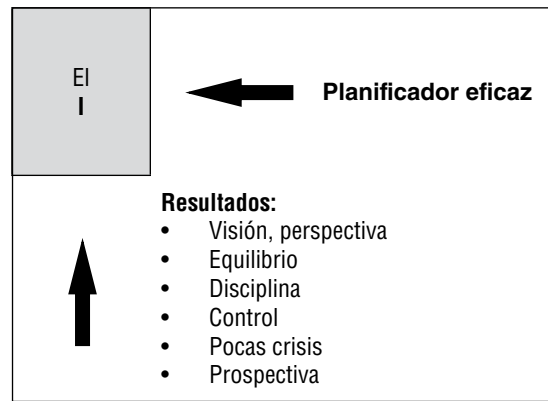 El
I
Planificador eficaz
Resultados:
• Visión, perspectiva
• Equilibrio
• Disciplina
• Control
• Pocas crisis
• Prospectiva